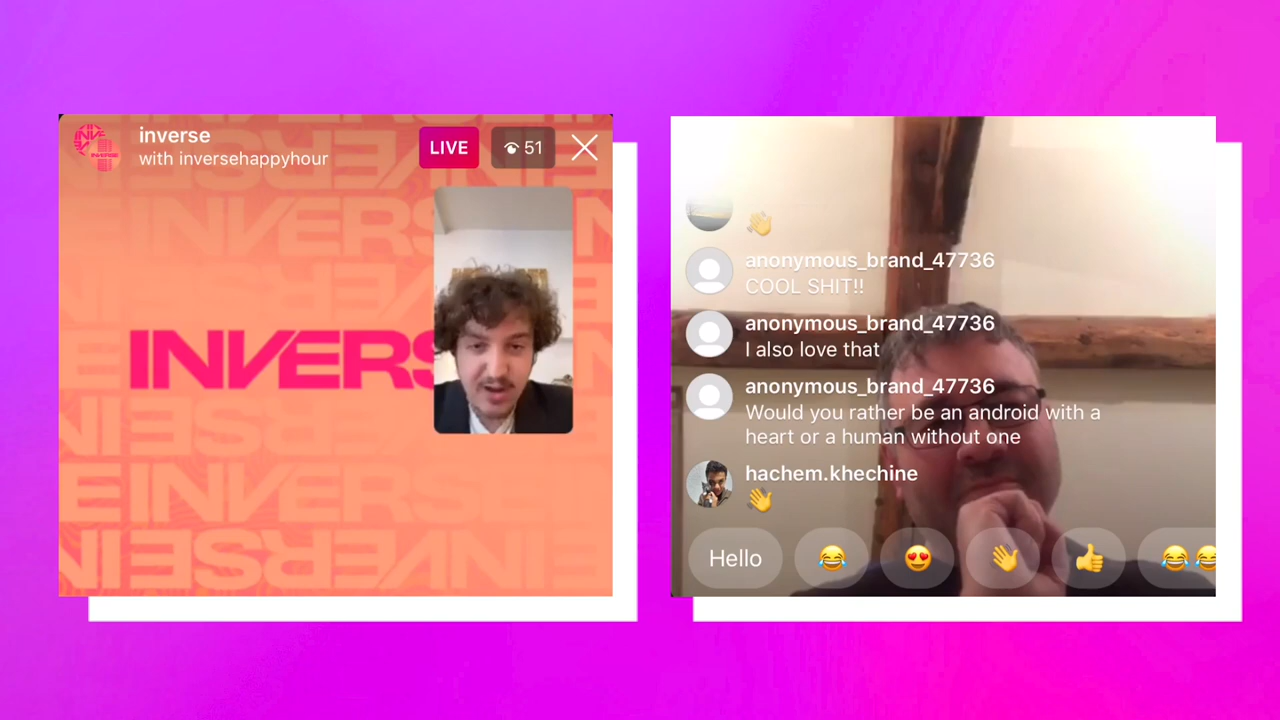 inverse
with inversehappyhour
LIVE
51
INVERS
anonymous_brand_47736
COOL SHIT!!
anonymous_brand_47736
I also love that
anonymous_brand_47736
Would you rather be an android with a
heart or a human without one
hachem.khechine
Hello